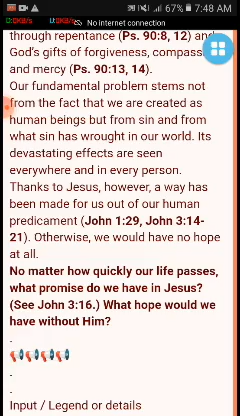 67% 7:48 AM
0:0KB/s U:0KB/s No internet connection
through repentance (Ps. 90:8, 12) and
God's gifts of forgiveness, compass
and mercy (Ps. 90:13, 14).
Our fundamental problem stems not
from the fact that we are created as
human beings but from sin and from
what sin has wrought in our world. Its
devastating effects are seen
everywhere and in every person.
Thanks to Jesus, however, a way has
been made for us out of our human
predicament (John 1:29, John 3:14-
21). Otherwise, we would have no hope
at all.
No matter how quickly our life passes,
what promise do we have in Jesus?
(See John 3:16.) What hope would we
have without Him?
.
.
.
Input / Legend or details